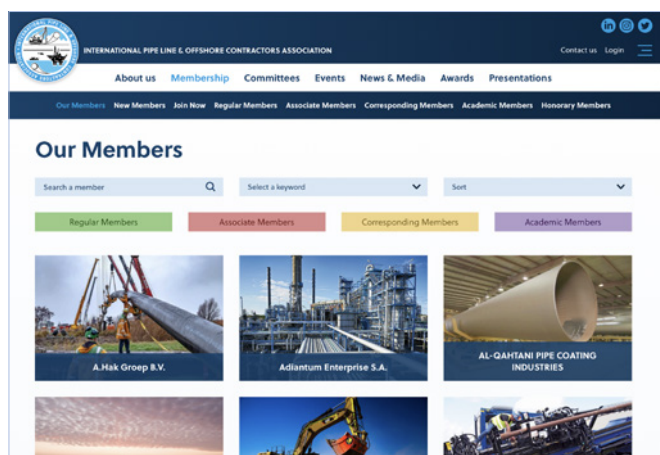 INTERNATIONAL PIPE LINE & OFFSHORE CONTRACTORS ASSOCIATION
Contact us Login
About us Membership Committees Events News & Media Awards Presentations
Our Members New Members Join Now Regular Members Associate Members Corresponding Members Academic Members Honorary Members
Our Members
Search a member Select a keyword Sort
Regular Members Associate Members Corresponding Members Academic Members
A.Hak Groep B.V. Adiantum Enterprise S.A. AL-QAHTANI PIPE COATING
INDUSTRIES